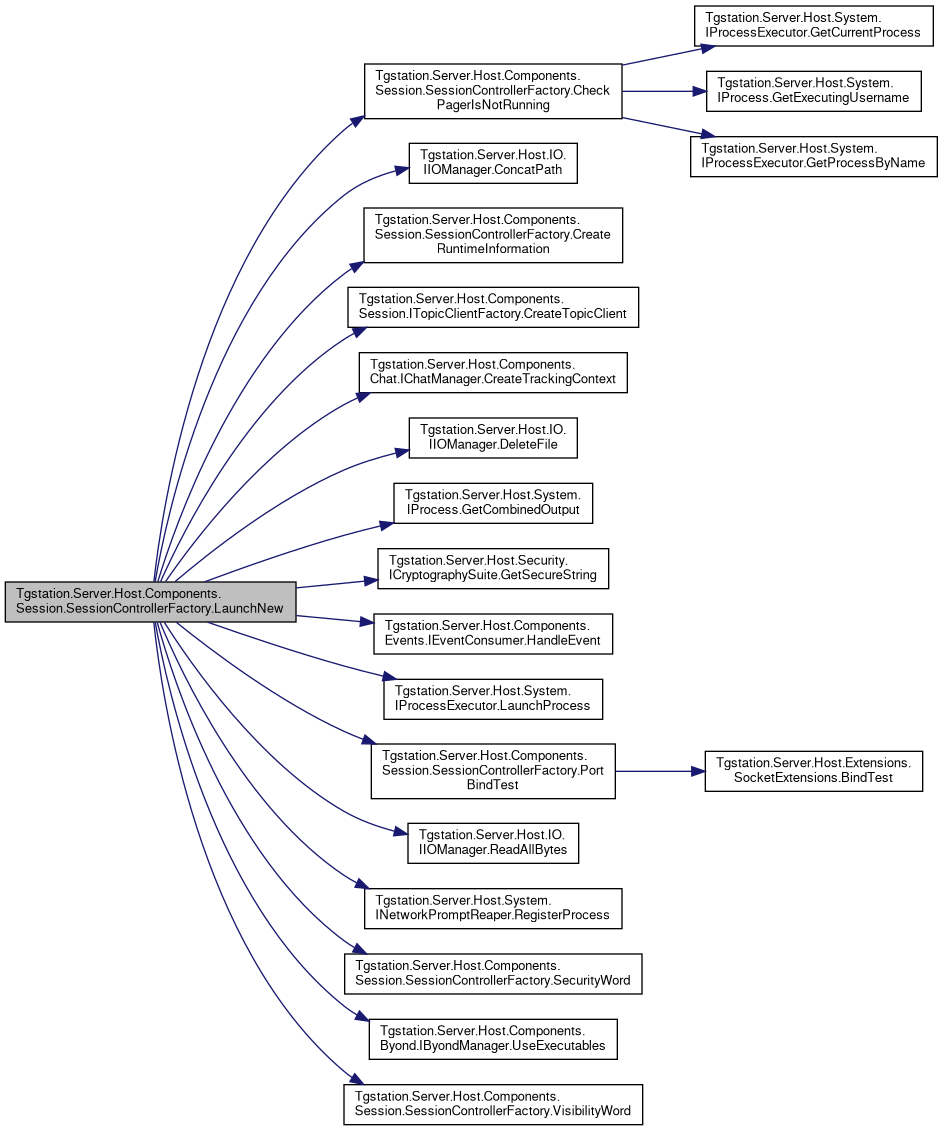 Tgstation.Server.Host.Components.
Session.SessionControllerFactory.LaunchNew
Tgstation.Server.Host.Components.
Session.SessionControllerFactory.Check
PagerIsNotRunning
Tgstation.Server.Host.System.
IProcessExecutor.GetCurrentProcess
Tgstation.Server.Host.System.
IProcess.GetExecutingUsername
Tgstation.Server.Host.System.
IProcessExecutor.GetProcessByName
Tgstation.Server.Host.IO.
IIOManager.ConcatPath
Tgstation.Server.Host.Components.
Session.SessionControllerFactory.Create
RuntimeInformation
Tgstation.Server.Host.Components.
Session.ITopicClientFactory.CreateTopicClient
Tgstation.Server.Host.Components.
Chat.IChatManager.CreateTrackingContext
Tgstation.Server.Host.IO.
IIOManager.DeleteFile
Tgstation.Server.Host.System.
IProcess.GetCombinedOutput
Tgstation.Server.Host.Security.
ICryptographySuite.GetSecureString
Tgstation.Server.Host.Components.
Events.IEventConsumer.HandleEvent
Tgstation.Server.Host.System.
IProcessExecutor.LaunchProcess
Tgstation.Server.Host.Components.
Session.SessionControllerFactory.Port
BindTest
Tgstation.Server.Host.Extensions.
SocketExtensions.BindTest
Tgstation.Server.Host.IO.
IIOManager.ReadAllBytes
Tgstation.Server.Host.System.
INetworkPromptReaper.RegisterProcess
Tgstation.Server.Host.Components.
Session.SessionControllerFactory.SecurityWord
Tgstation.Server.Host.Components.
Byond.IByondManager.UseExecutables
Tgstation.Server.Host.Components.
Session.SessionControllerFactory.VisibilityWord